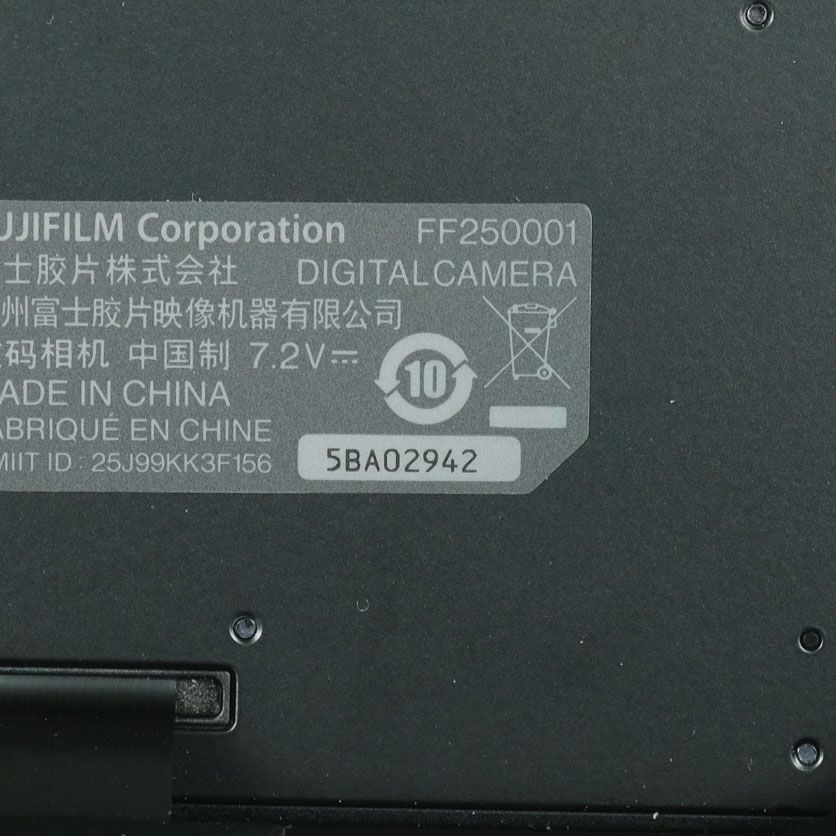 UJIFILM Corporation FF250001
士胶片株式会社 DIGITAL CAMERA
州富士胶片映像机器有限公司
码相机 中国制 7.2V⎓
ADE IN CHINA
ABRIQUÉ EN CHINE
MIIT ID : 25J99KK3F156
10
5BA02942